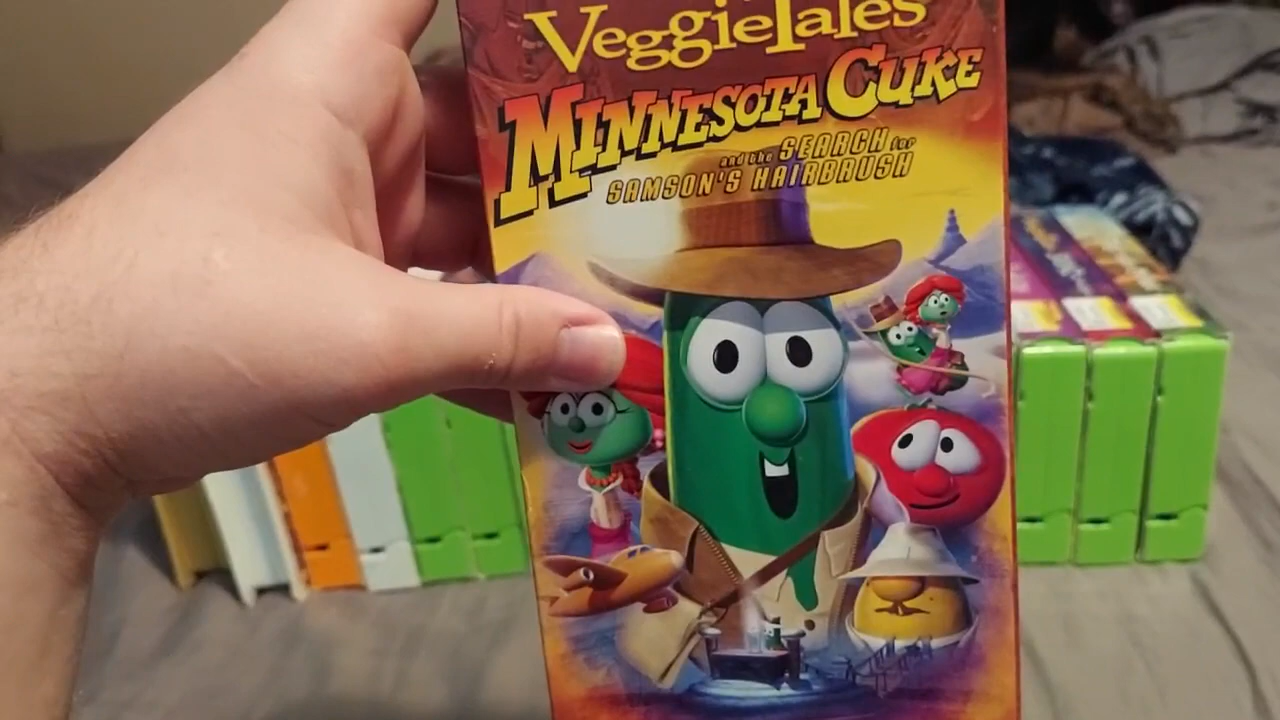 VeggieTales
MINNESOTA CUKE
and the SEARCH for
SAMSON'S HAIRBRUSH